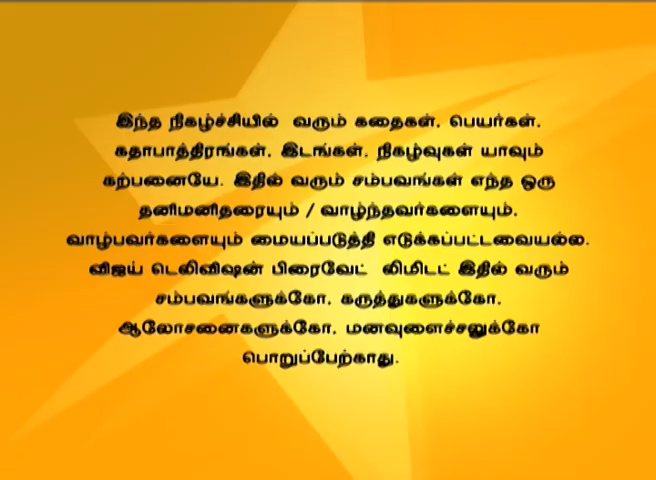 இந்த நிகழ்ச்சியில் வரும் கதைகள், பெயர்கள்,
கதாபாத்திரங்கள், இடங்கள், நிகழ்வுகள் யாவும்
கற்பனையே. இதில் வரும் சம்பவங்கள் எந்த ஒரு
தனிமனிதரையும் / வாழ்ந்தவர்களையும்,
வாழ்பவர்களையும் மையப்படுத்தி எடுக்கப்பட்டவையல்ல.
விஜய் டெலிவிஷன் பிரைவேட் லிமிடட் இதில் வரும்
சம்பவங்களுக்கோ, கருத்துகளுக்கோ,
ஆலோசனைகளுக்கோ, மனவுளைச்சலுக்கோ
பொறுப்பேற்காது.